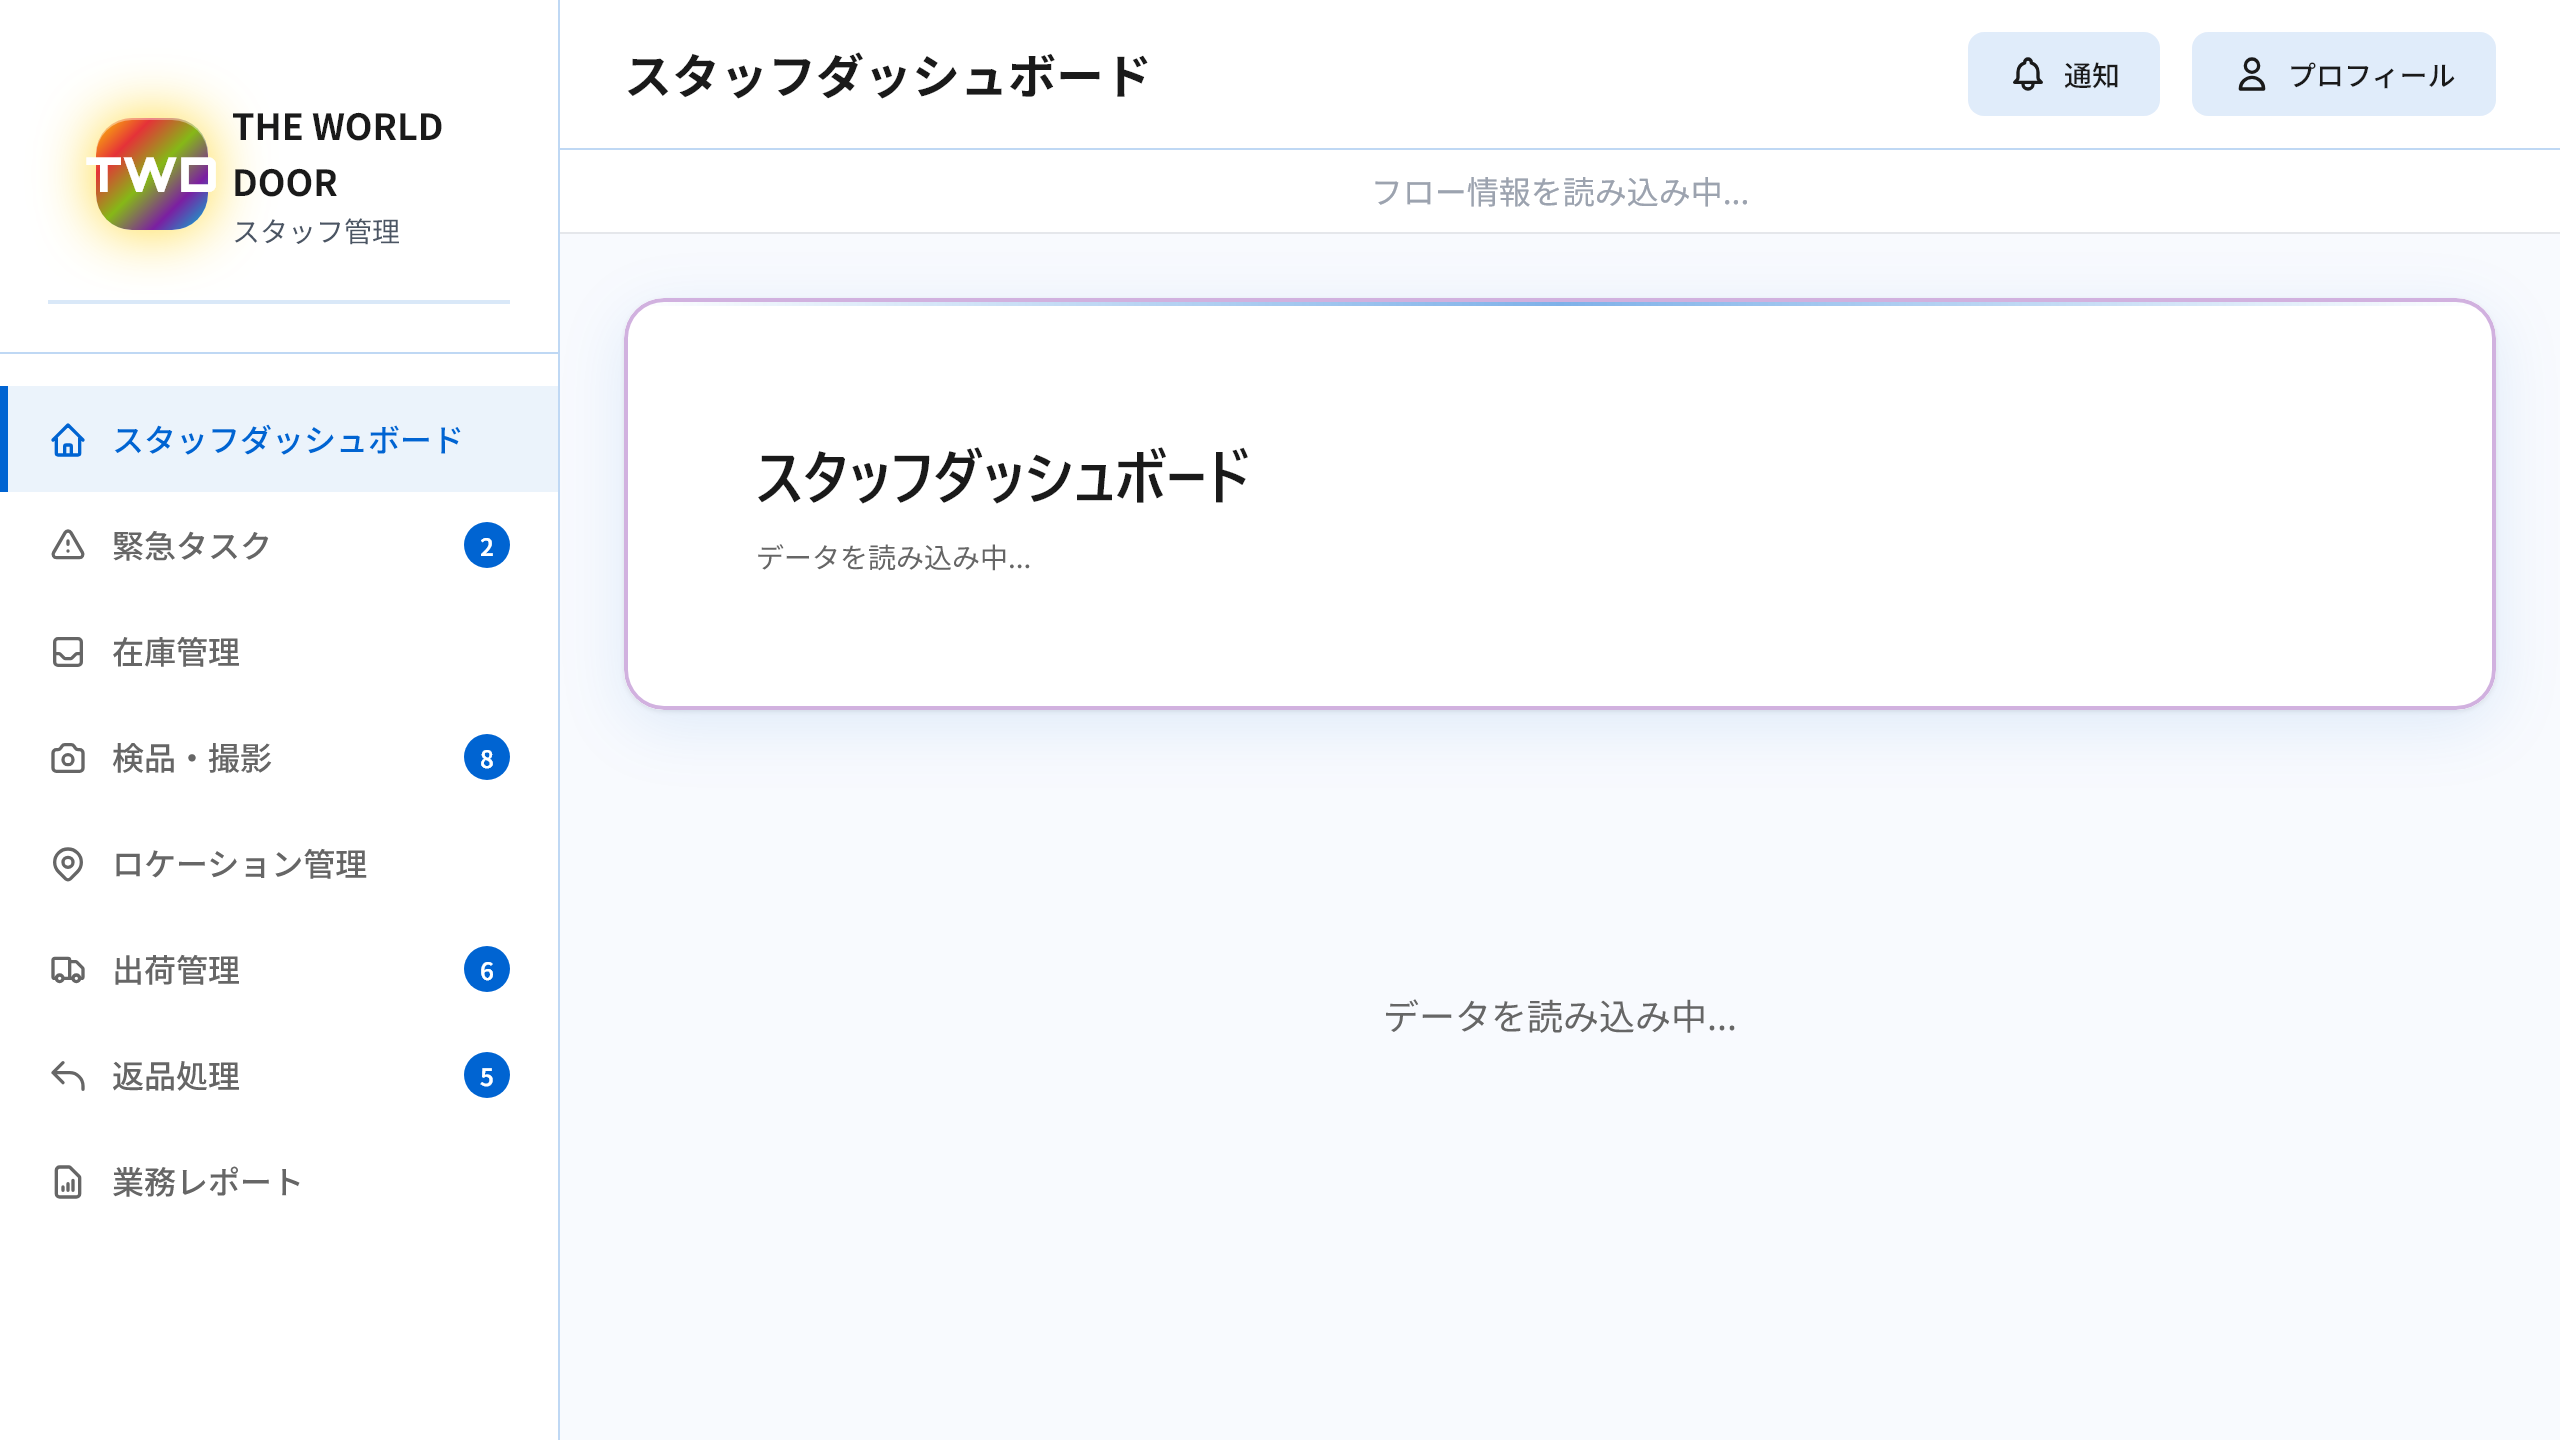 TWD
THE WORLD
DOOR
スタッフ管理
スタッフダッシュボード
緊急タスク
2
在庫管理
検品・撮影
8
ロケーション管理
出荷管理
6
返品処理
5
業務レポート
スタッフダッシュボード
通知
プロフィール
フロー情報を読み込み中...
スタッフダッシュボード
データを読み込み中...
データを読み込み中...